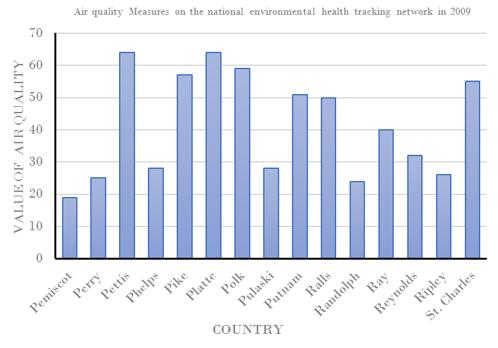 Air quality Measures on the national environmental health tracking network in 2009
VALUE OF AIR QUALITY
70
60
50
40
30
20
10
0
Pemiscot
Perry
Pettis
Phelps
Pike
Platte
Polk
Pulaski
Putnam
Ralls
Randolph
Ray
Reynolds
Ripley
St. Charles
COUNTRY